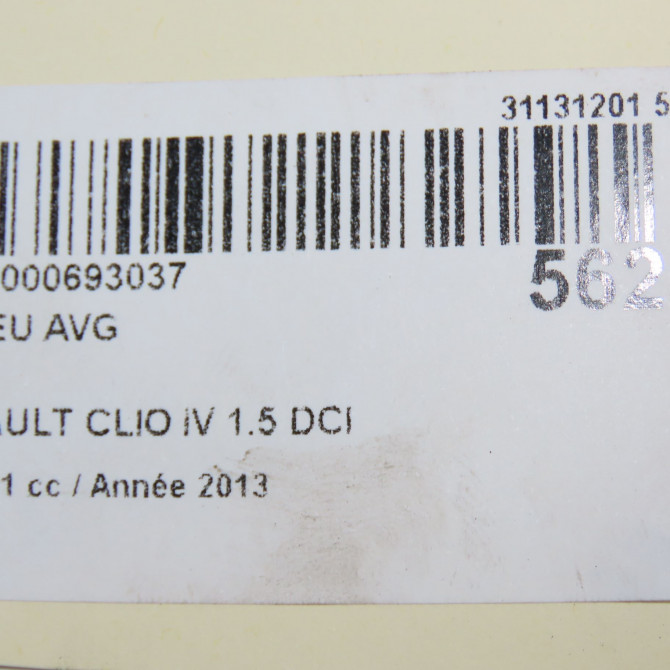 31131201 5
000693037
562
EU AVG
AULT CLIO IV 1.5 DCI
1 cc / Année 2013